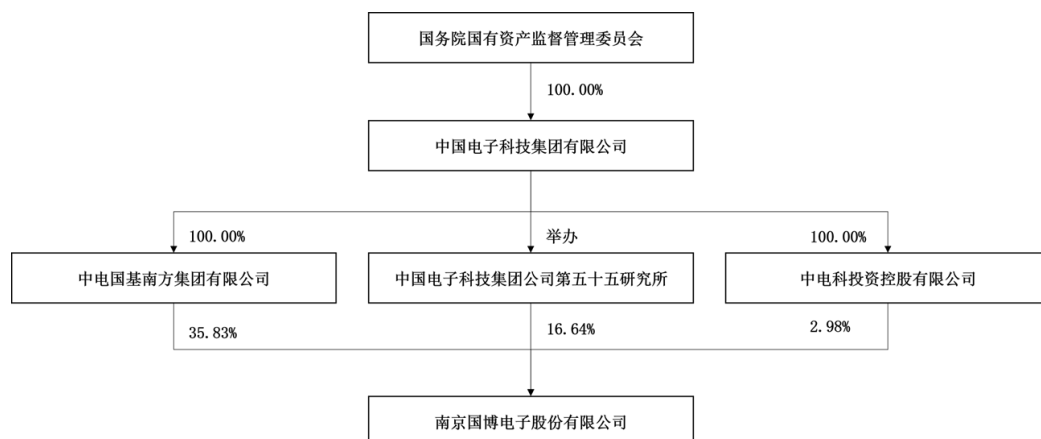 国务院国有资产监督管理委员会
100.00%
中国电子科技集团有限公司
100.00%
举办
100.00%
中电国基南方集团有限公司
中国电子科技集团公司第五十五研究所
中电科投资控股有限公司
35.83%
16.64%
2.98%
南京国博电子股份有限公司